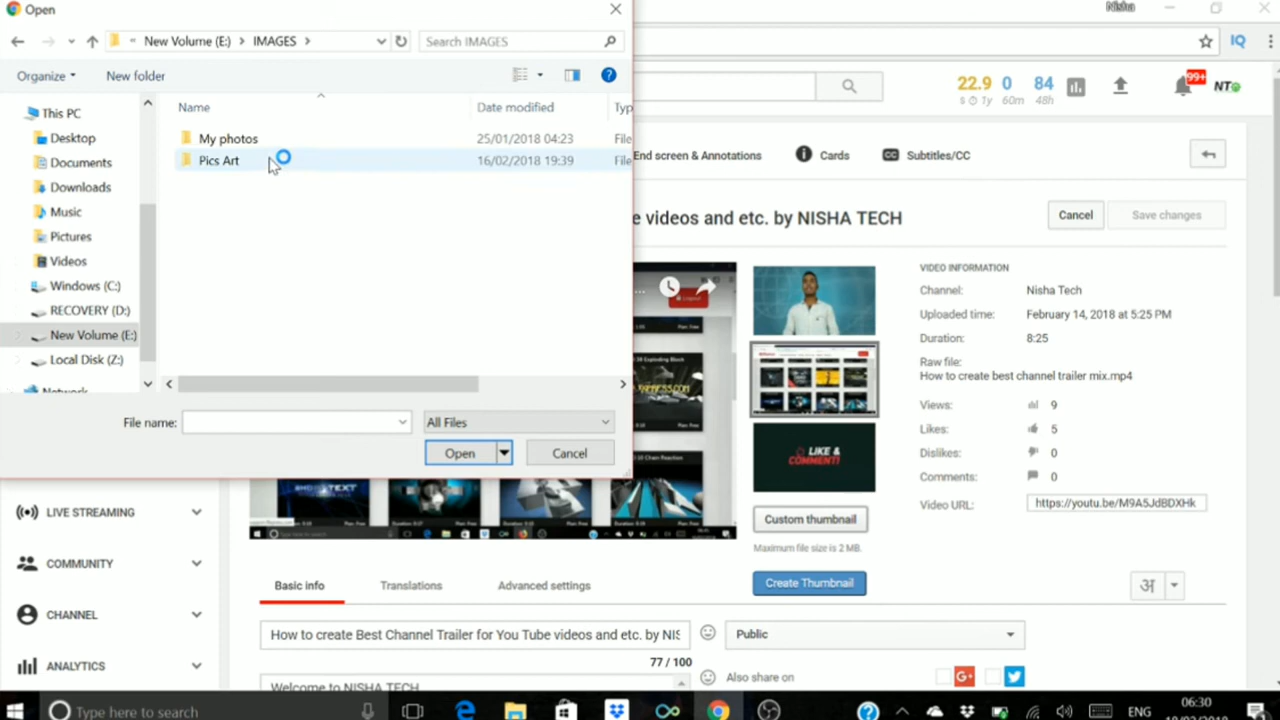 Open
Nisha
New Volume (E:) IMAGES
Search IMAGES
Organize
New folder
Name
Date modified
Typ
This PC
Desktop
Documents
Downloads
Music
Pictures
Videos
Windows (C:)
RECOVERY (D:)
New Volume (E:)
Local Disk (Z:)
Network
My photos 25/01/2018 04:23 File
Pics Art 16/02/2018 19:39 File
File name:
All Files
Open
Cancel
IQ
22.9 0 84
$ 1y 60m 48h
99+
NT
End screen & Annotations
Cards
CC Subtitles/CC
e videos and etc. by NISHA TECH
Cancel
Save changes
LIKE &
COMMENT!
Custom thumbnail
Maximum file size is 2 MB.
Create Thumbnail
VIDEO INFORMATION
Channel: Nisha Tech
Uploaded time: February 14, 2018 at 5:25 PM
Duration: 8:25
Raw file:
How to create best channel trailer mix.mp4
Views: 9
Likes: 5
Dislikes: 0
Comments: 0
Video URL: https://youtu.be/M9A5JdBDXHk
LIVE STREAMING
COMMUNITY
CHANNEL
ANALYTICS
Basic info
Translations
Advanced settings
अ
How to create Best Channel Trailer for You Tube videos and etc. by NIS
Public
77 / 100
Also share on
G+
Welcome to NISHA TECH
Type here to search
ENG
06:30